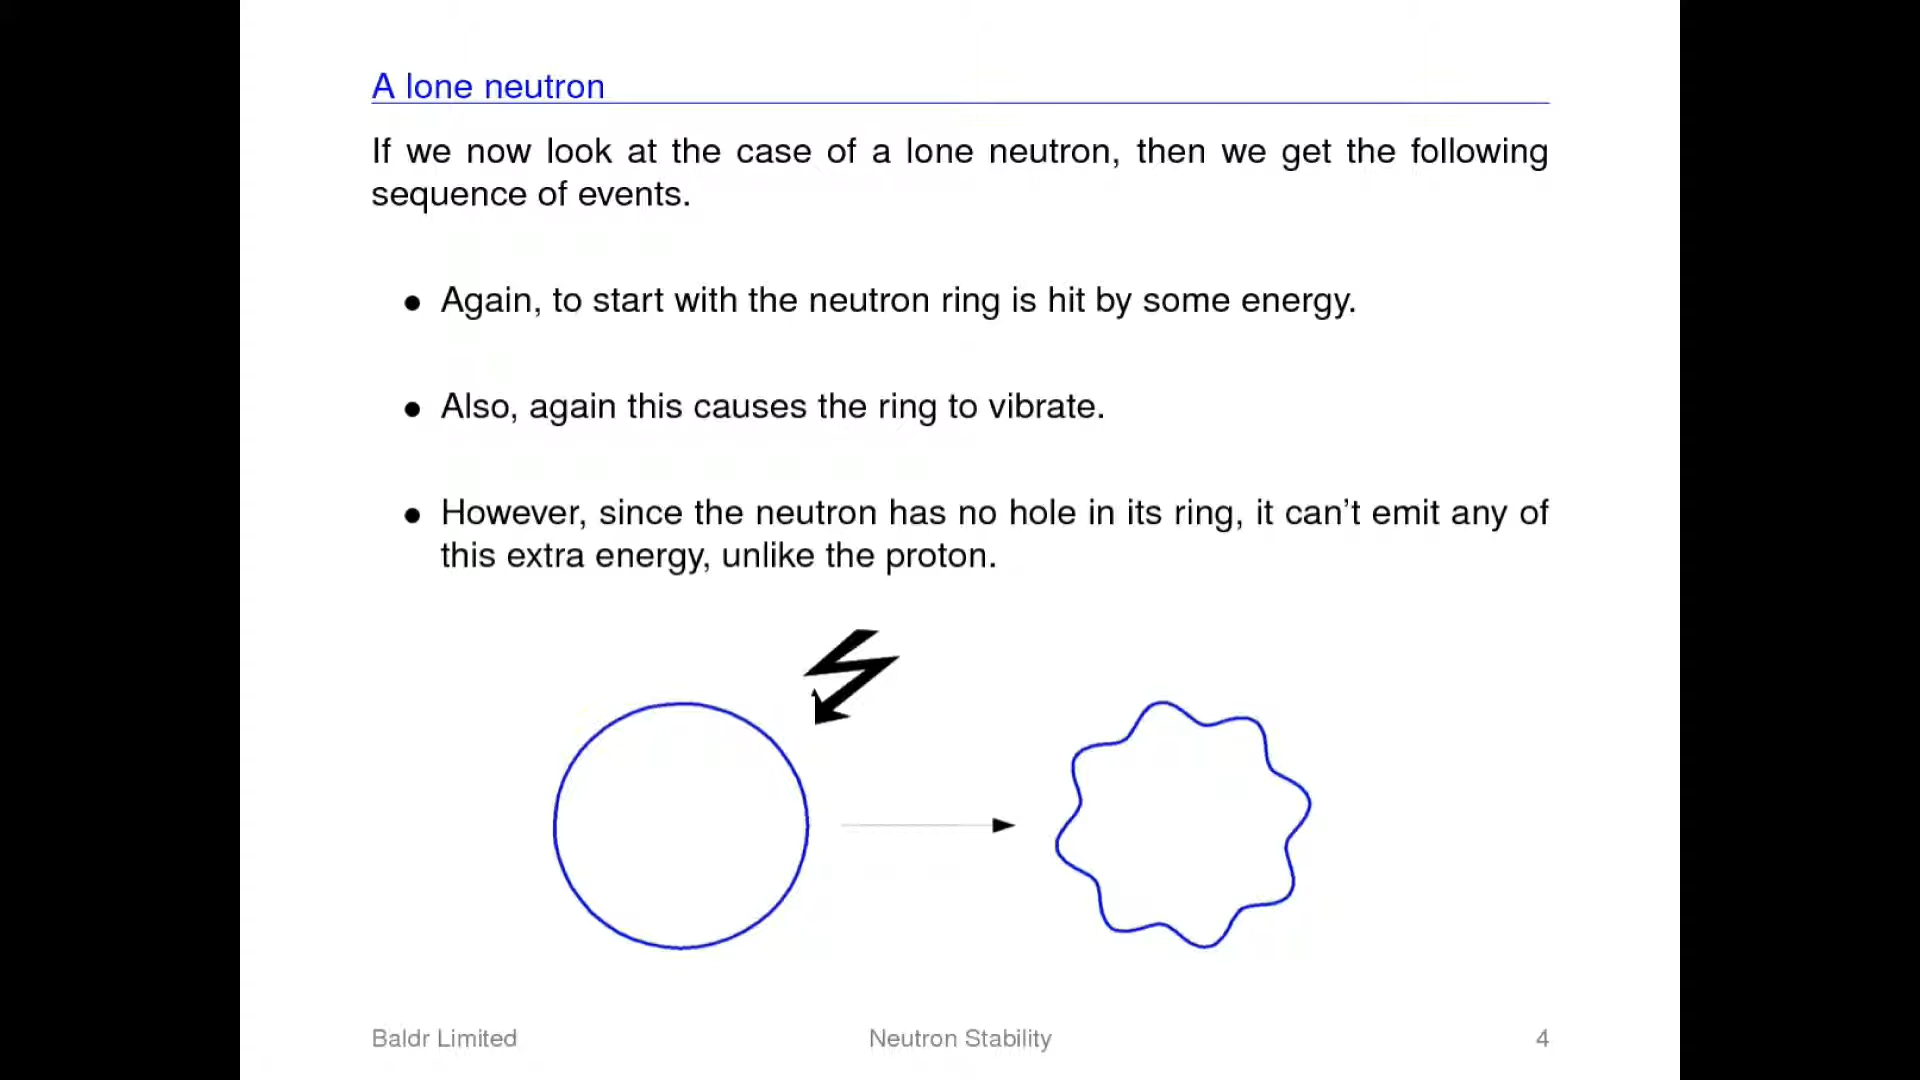 A lone neutron
If we now look at the case of a lone neutron, then we get the following
sequence of events.
● Again, to start with the neutron ring is hit by some energy.
● Also, again this causes the ring to vibrate.
● However, since the neutron has no hole in its ring, it can't emit any of
this extra energy, unlike the proton.
Baldr Limited Neutron Stability 4